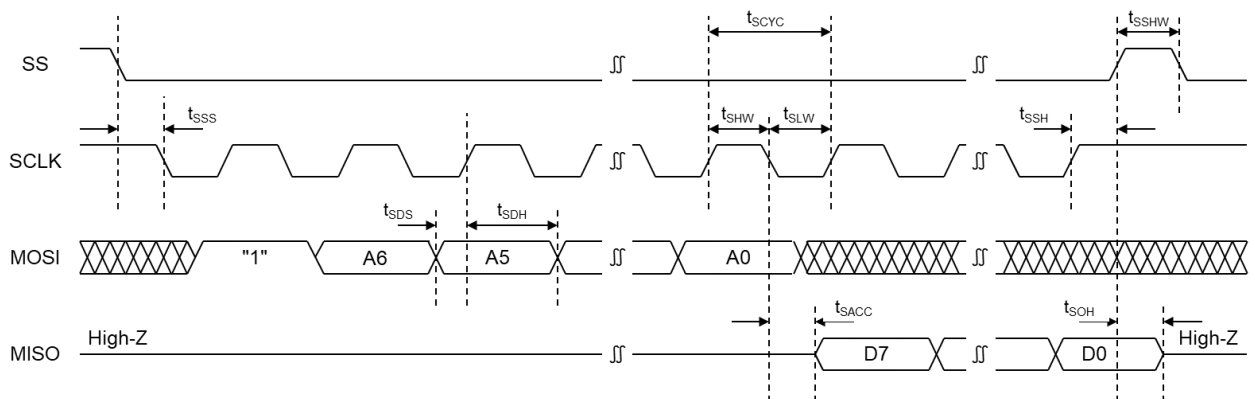 tSCYC
tSSHW
SS
tSSS
tSHW
tSLW
tSSH
SCLK
tSDS
tSDH
MOSI
"1"
A6
A5
A0
tSACC
tSOH
High-Z
High-Z
MISO
D7
D0